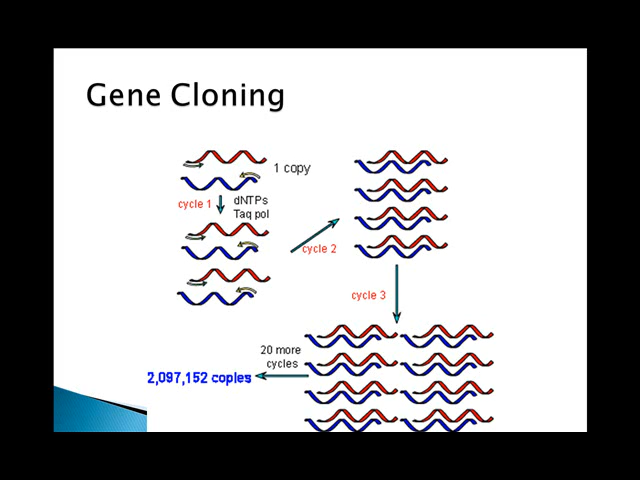 Gene Cloning
1 copy
cycle 1
dNTPs
Taq pol
cycle 2
cycle 3
20 more
cycles
2,097,152 copies